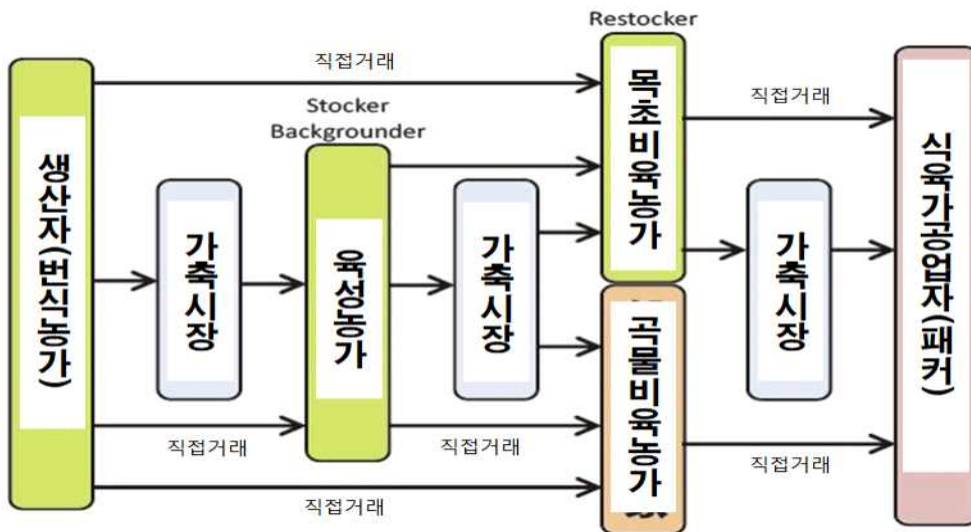 Restocker
직접거래
직접거래
Stocker
Backgrounder
생산자(번식농가)
가축시장
육성농가
가축시장
목초비육농가
곡물비육농가
가축시장
식육가공업자(패커)
직접거래
직접거래
직접거래
직접거래